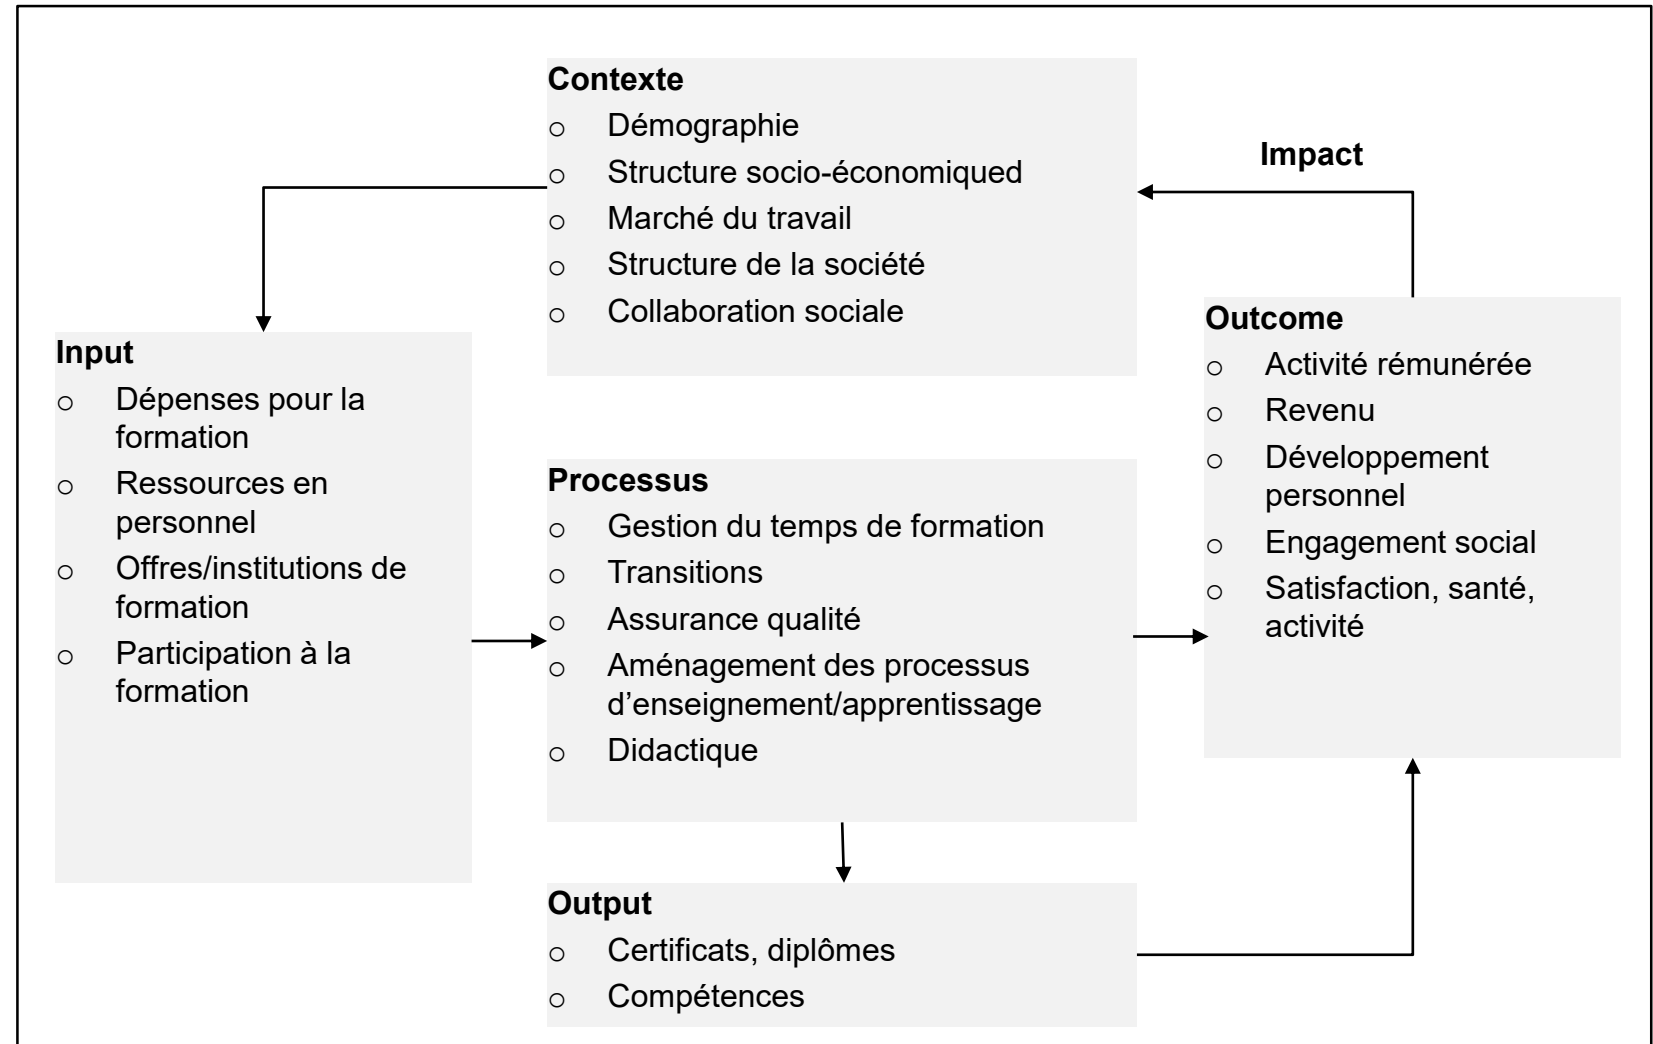 Contexte
o Démographie
o Structure socio-économiqued
o Marché du travail
o Structure de la société
o Collaboration sociale
Impact
Input
o Dépenses pour la
formation
o Ressources en
personnel
o Offres/institutions de
formation
o Participation à la
formation
Processus
o Gestion du temps de formation
o Transitions
o Assurance qualité
o Aménagement des processus
d’enseignement/apprentissage
o Didactique
Outcome
o Activité rémunérée
o Revenu
o Développement
personnel
o Engagement social
o Satisfaction, santé,
activité
Output
o Certificats, diplômes
o Compétences